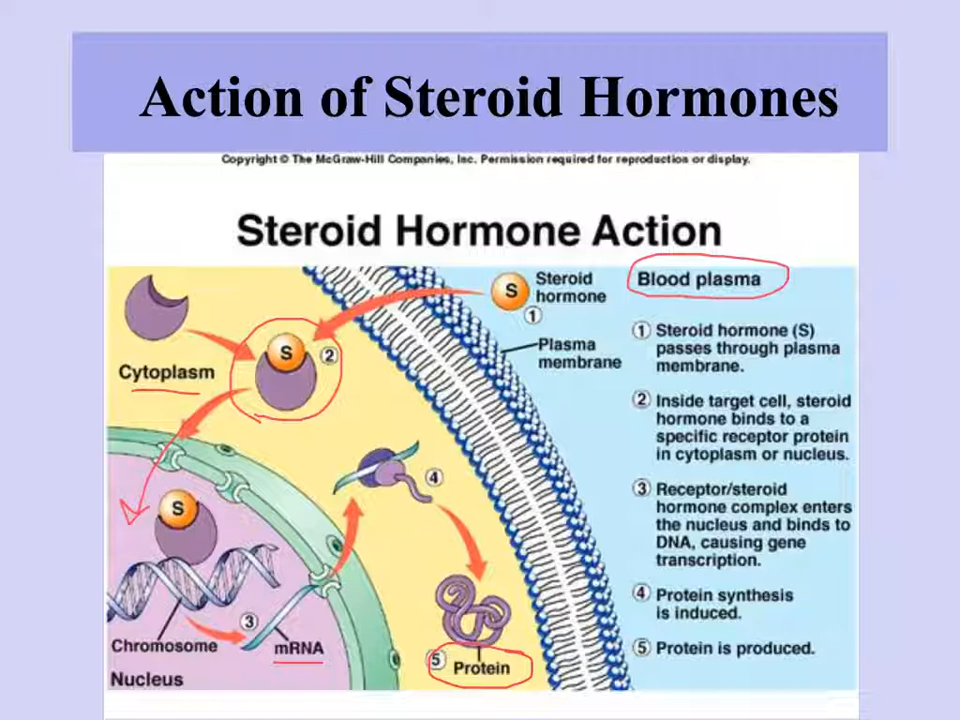 Action of Steroid Hormones
Copyright © The McGraw-Hill Companies, Inc. Permission required for reproduction or display.
Steroid Hormone Action
S
Steroid
hormone
1
Plasma
membrane
Blood plasma
1 Steroid hormone (S)
passes through plasma
membrane.
2 Inside target cell, steroid
hormone binds to a
specific receptor protein
in cytoplasm or nucleus.
3 Receptor/steroid
hormone complex enters
the nucleus and binds to
DNA, causing gene
transcription.
4 Protein synthesis
is induced.
5 Protein is produced.
S
2
Cytoplasm
4
S
3
Chromosome
mRNA
Nucleus
5
Protein